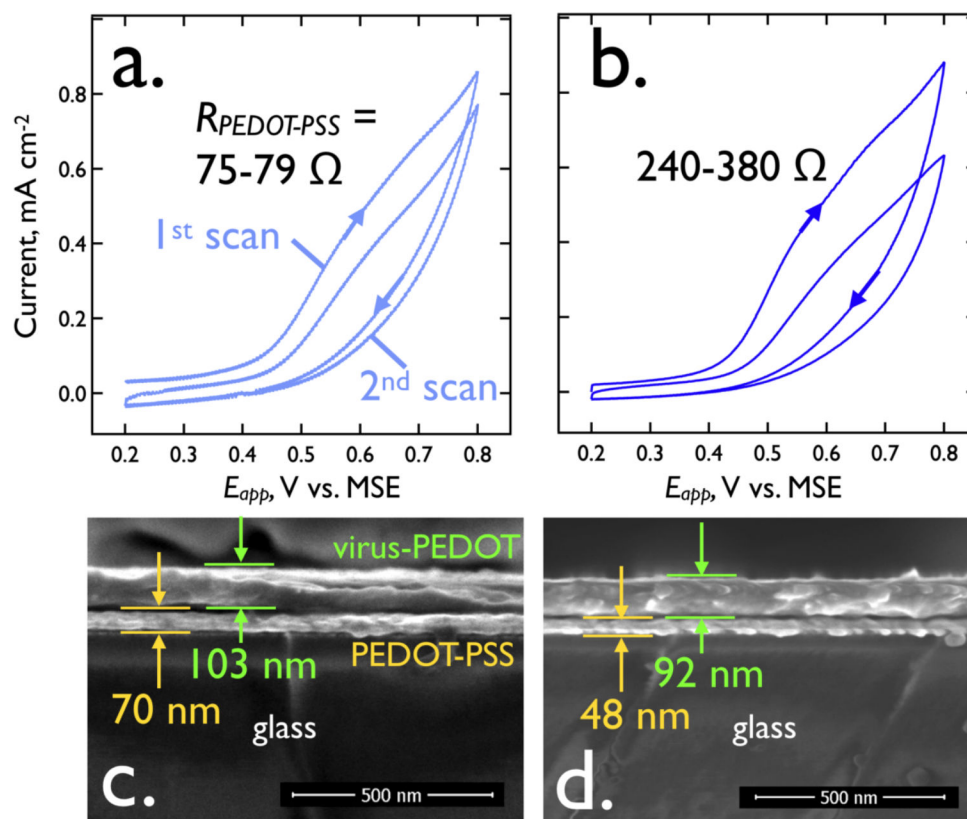 a.
R_PEDOT-PSS =
75-79 Ω
1st scan
2nd scan
Current, mA cm-2
0.8
0.6
0.4
0.2
0.0
0.2 0.3 0.4 0.5 0.6 0.7 0.8
E_app, V vs. MSE
b.
240-380 Ω
0.2 0.3 0.4 0.5 0.6 0.7 0.8
E_app, V vs. MSE
virus-PEDOT
PEDOT-PSS
103 nm
70 nm
glass
c.
500 nm
92 nm
48 nm
glass
d.
500 nm